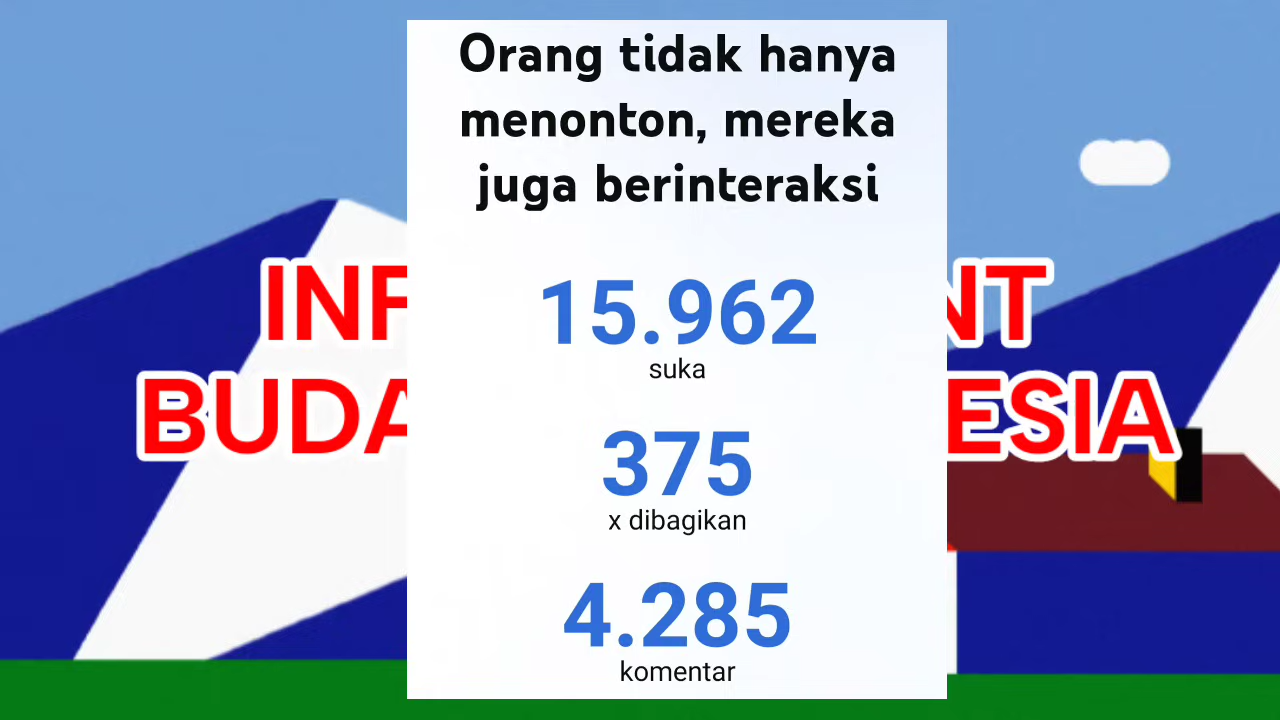 Orang tidak hanya
menonton, mereka
juga berinteraksi
15.962
suka
375
x dibagikan
4.285
komentar